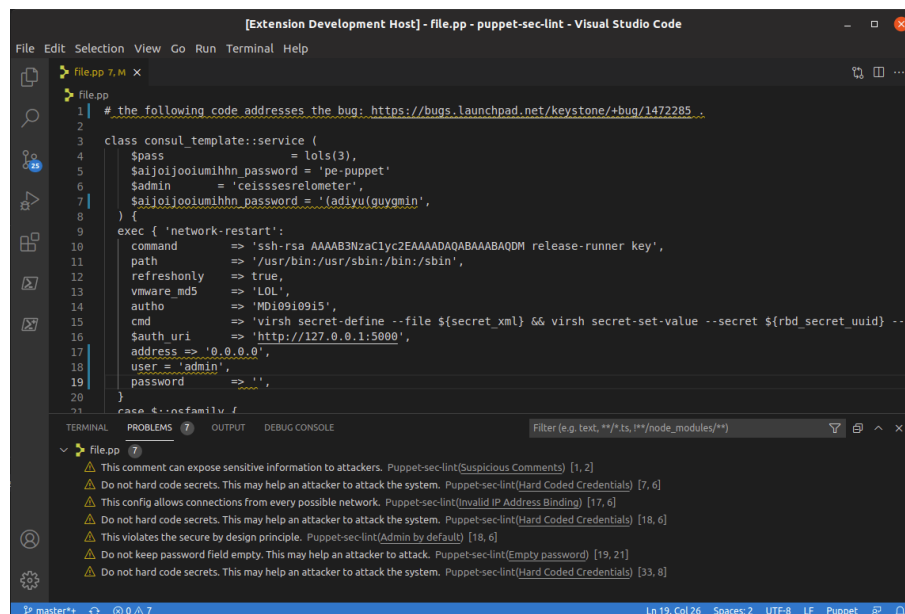 [Extension Development Host] - file.pp - puppet-sec-lint - Visual Studio Code
File Edit Selection View Go Run Terminal Help
file.pp 7, M
file.pp
1 # the following code addresses the bug: https://bugs.launchpad.net/keystone/+bug/1472285 .
2
3 class consul_template::service (
4 $pass = lols(3),
5 $aijoijooiumihhn_password = 'pe-puppet'
6 $admin = 'ceisssesrelometer',
7 $aijoijooiumihhn_password = '(adiyu(guygmin',
8 ) {
9 exec { 'network-restart':
10 command => 'ssh-rsa AAAAB3NzaC1yc2EAAAADAQABAAABAQDM release-runner key',
11 path => '/usr/bin:/usr/sbin:/bin:/sbin',
12 refreshonly => true,
13 vmware_md5 => 'LOL',
14 autho => 'MDi09i09i5',
15 cmd => 'virsh secret-define --file ${secret_xml} && virsh secret-set-value --secret ${rbd_secret_uuid} --
16 $auth_uri => 'http://127.0.0.1:5000',
17 address => '0.0.0.0',
18 user = 'admin',
19 password => '',
20 }
21 case $::osfamily {
25
TERMINAL PROBLEMS 7 OUTPUT DEBUG CONSOLE Filter (e.g. text, **/*.ts, !**/node_modules/**)
file.pp 7
This comment can expose sensitive information to attackers. Puppet-sec-lint(Suspicious Comments) [1, 2]
Do not hard code secrets. This may help an attacker to attack the system. Puppet-sec-lint(Hard Coded Credentials) [7, 6]
This config allows connections from every possible network. Puppet-sec-lint(Invalid IP Address Binding) [17, 6]
Do not hard code secrets. This may help an attacker to attack the system. Puppet-sec-lint(Hard Coded Credentials) [18, 6]
This violates the secure by design principle. Puppet-sec-lint(Admin by default) [18, 6]
Do not keep password field empty. This may help an attacker to attack. Puppet-sec-lint(Empty password) [19, 21]
Do not hard code secrets. This may help an attacker to attack the system. Puppet-sec-lint(Hard Coded Credentials) [33, 8]
master*+ 0 7 Ln 19, Col 26 Spaces: 2 UTF-8 LF Puppet